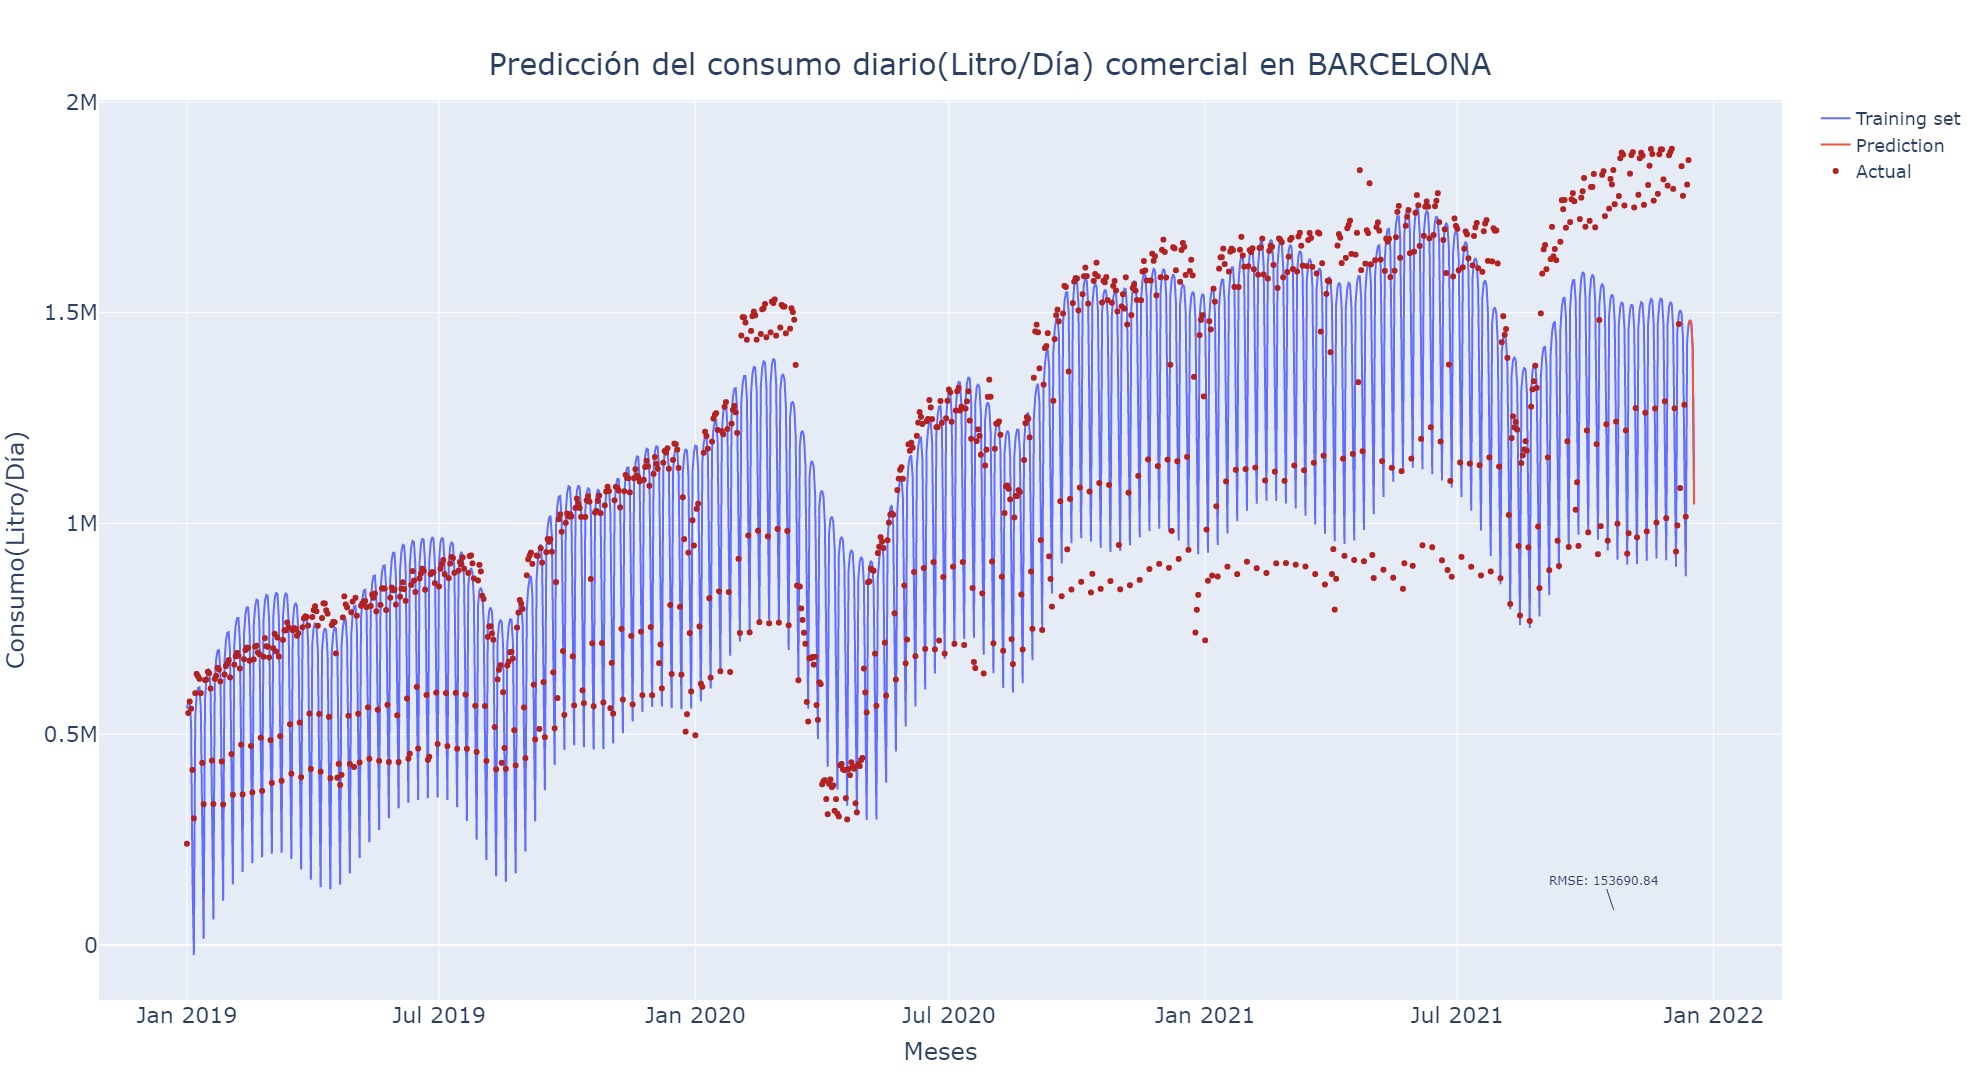 Predicción del consumo diario(Litro/Día) comercial en BARCELONA
2M
1.5M
1M
0.5M
0
Consumo(Litro/Día)
Jan 2019
Jul 2019
Jan 2020
Jul 2020
Jan 2021
Jul 2021
Jan 2022
Meses
Training set
Prediction
Actual
RMSE: 153690.84